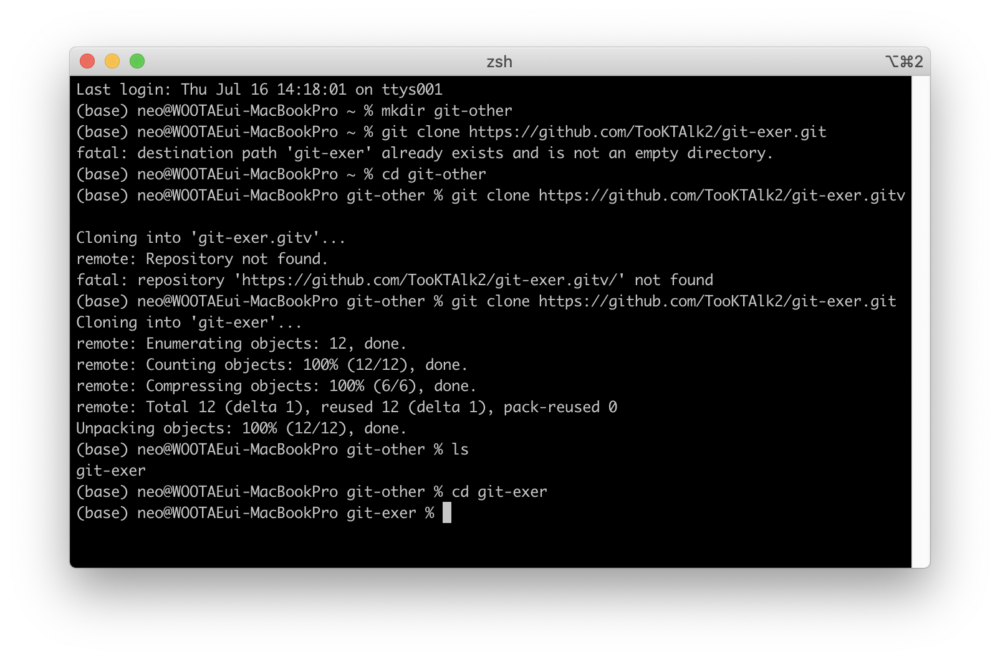 zsh
⌥⌘2
Last login: Thu Jul 16 14:18:01 on ttys001
(base) neo@WOOTAEui-MacBookPro ~ % mkdir git-other
(base) neo@WOOTAEui-MacBookPro ~ % git clone https://github.com/TooKTAlk2/git-exer.git
fatal: destination path 'git-exer' already exists and is not an empty directory.
(base) neo@WOOTAEui-MacBookPro ~ % cd git-other
(base) neo@WOOTAEui-MacBookPro git-other % git clone https://github.com/TooKTAlk2/git-exer.gitv
Cloning into 'git-exer.gitv'...
remote: Repository not found.
fatal: repository 'https://github.com/TooKTAlk2/git-exer.gitv/' not found
(base) neo@WOOTAEui-MacBookPro git-other % git clone https://github.com/TooKTAlk2/git-exer.git
Cloning into 'git-exer'...
remote: Enumerating objects: 12, done.
remote: Counting objects: 100% (12/12), done.
remote: Compressing objects: 100% (6/6), done.
remote: Total 12 (delta 1), reused 12 (delta 1), pack-reused 0
Unpacking objects: 100% (12/12), done.
(base) neo@WOOTAEui-MacBookPro git-other % ls
git-exer
(base) neo@WOOTAEui-MacBookPro git-other % cd git-exer
(base) neo@WOOTAEui-MacBookPro git-exer %